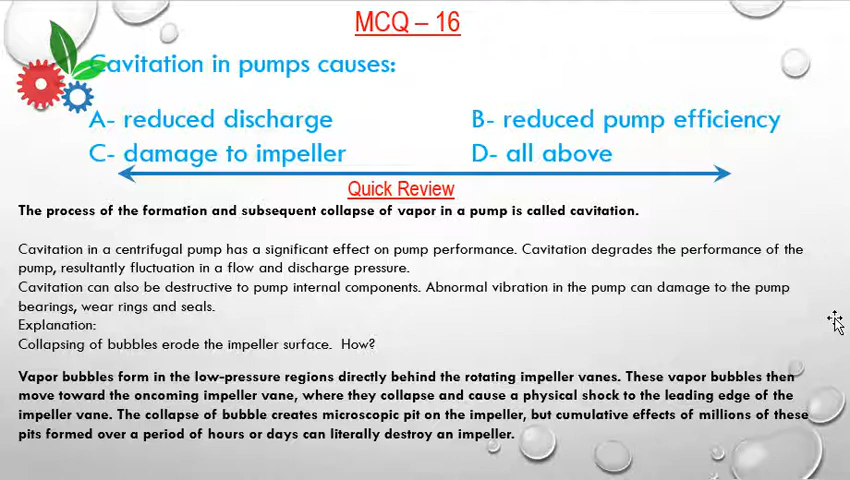 MCQ – 16
Cavitation in pumps causes:
A- reduced discharge B- reduced pump efficiency
C- damage to impeller D- all above
Quick Review
The process of the formation and subsequent collapse of vapor in a pump is called cavitation.
Cavitation in a centrifugal pump has a significant effect on pump performance. Cavitation degrades the performance of the
pump, resultantly fluctuation in a flow and discharge pressure.
Cavitation can also be destructive to pump internal components. Abnormal vibration in the pump can damage to the pump
bearings, wear rings and seals.
Explanation:
Collapsing of bubbles erode the impeller surface. How?
Vapor bubbles form in the low-pressure regions directly behind the rotating impeller vanes. These vapor bubbles then
move toward the oncoming impeller vane, where they collapse and cause a physical shock to the leading edge of the
impeller vane. The collapse of bubble creates microscopic pit on the impeller, but cumulative effects of millions of these
pits formed over a period of hours or days can literally destroy an impeller.